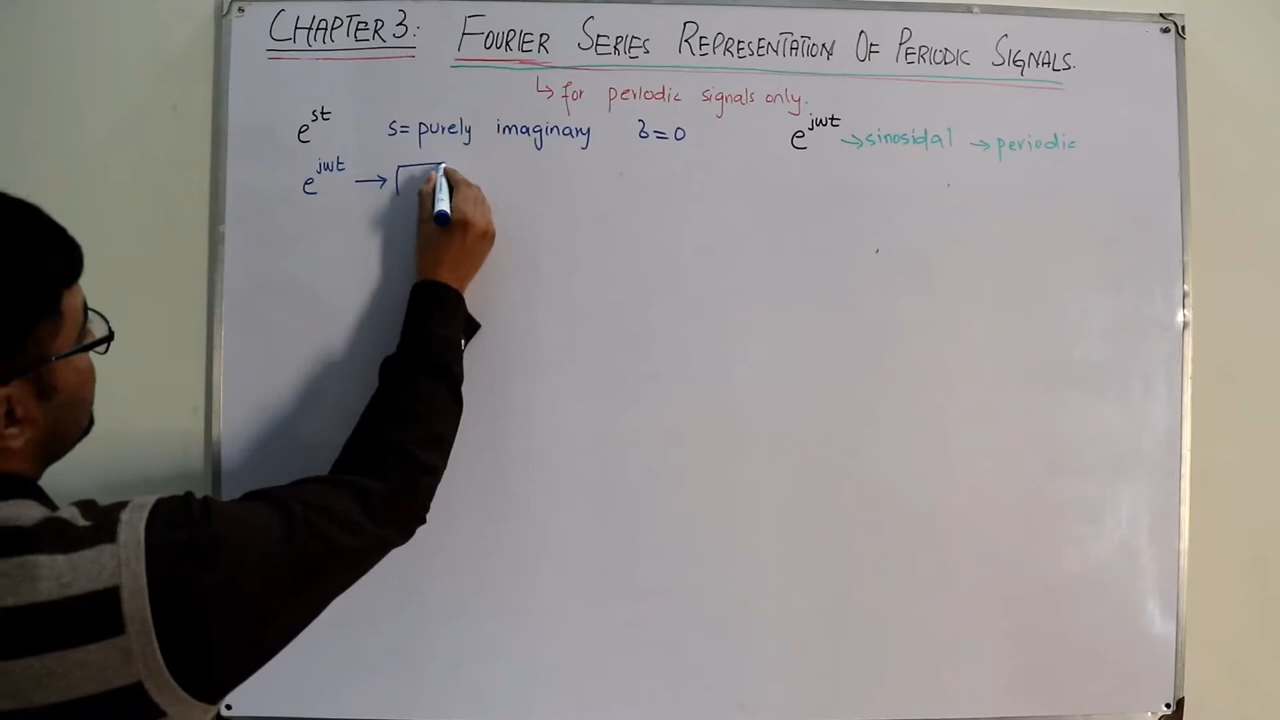 CHAPTER 3: FOURIER SERIES REPRESENTATION OF PERIODIC SIGNALS.
↳ for periodic signals only.
e^st s = purely imaginary = 0 e^jwt → sinosidal → periodic
e^jwt →